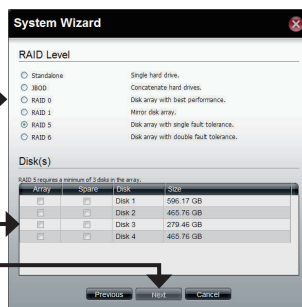 System Wizard
RAID Level
Standalone Single hard drive.
JBOD Concatenate hard drives.
RAID 0 Disk array with best performance.
RAID 1 Mirror disk array.
RAID 5 Disk array with single fault tolerance.
RAID 6 Disk array with double fault tolerance.
Disk(s)
RAID 5 requires a minimum of 3 disks in the array.
Array Spare Disk Size
Disk 1 596.17 GB
Disk 2 465.76 GB
Disk 3 279.46 GB
Disk 4 465.76 GB
Previous Next Cancel